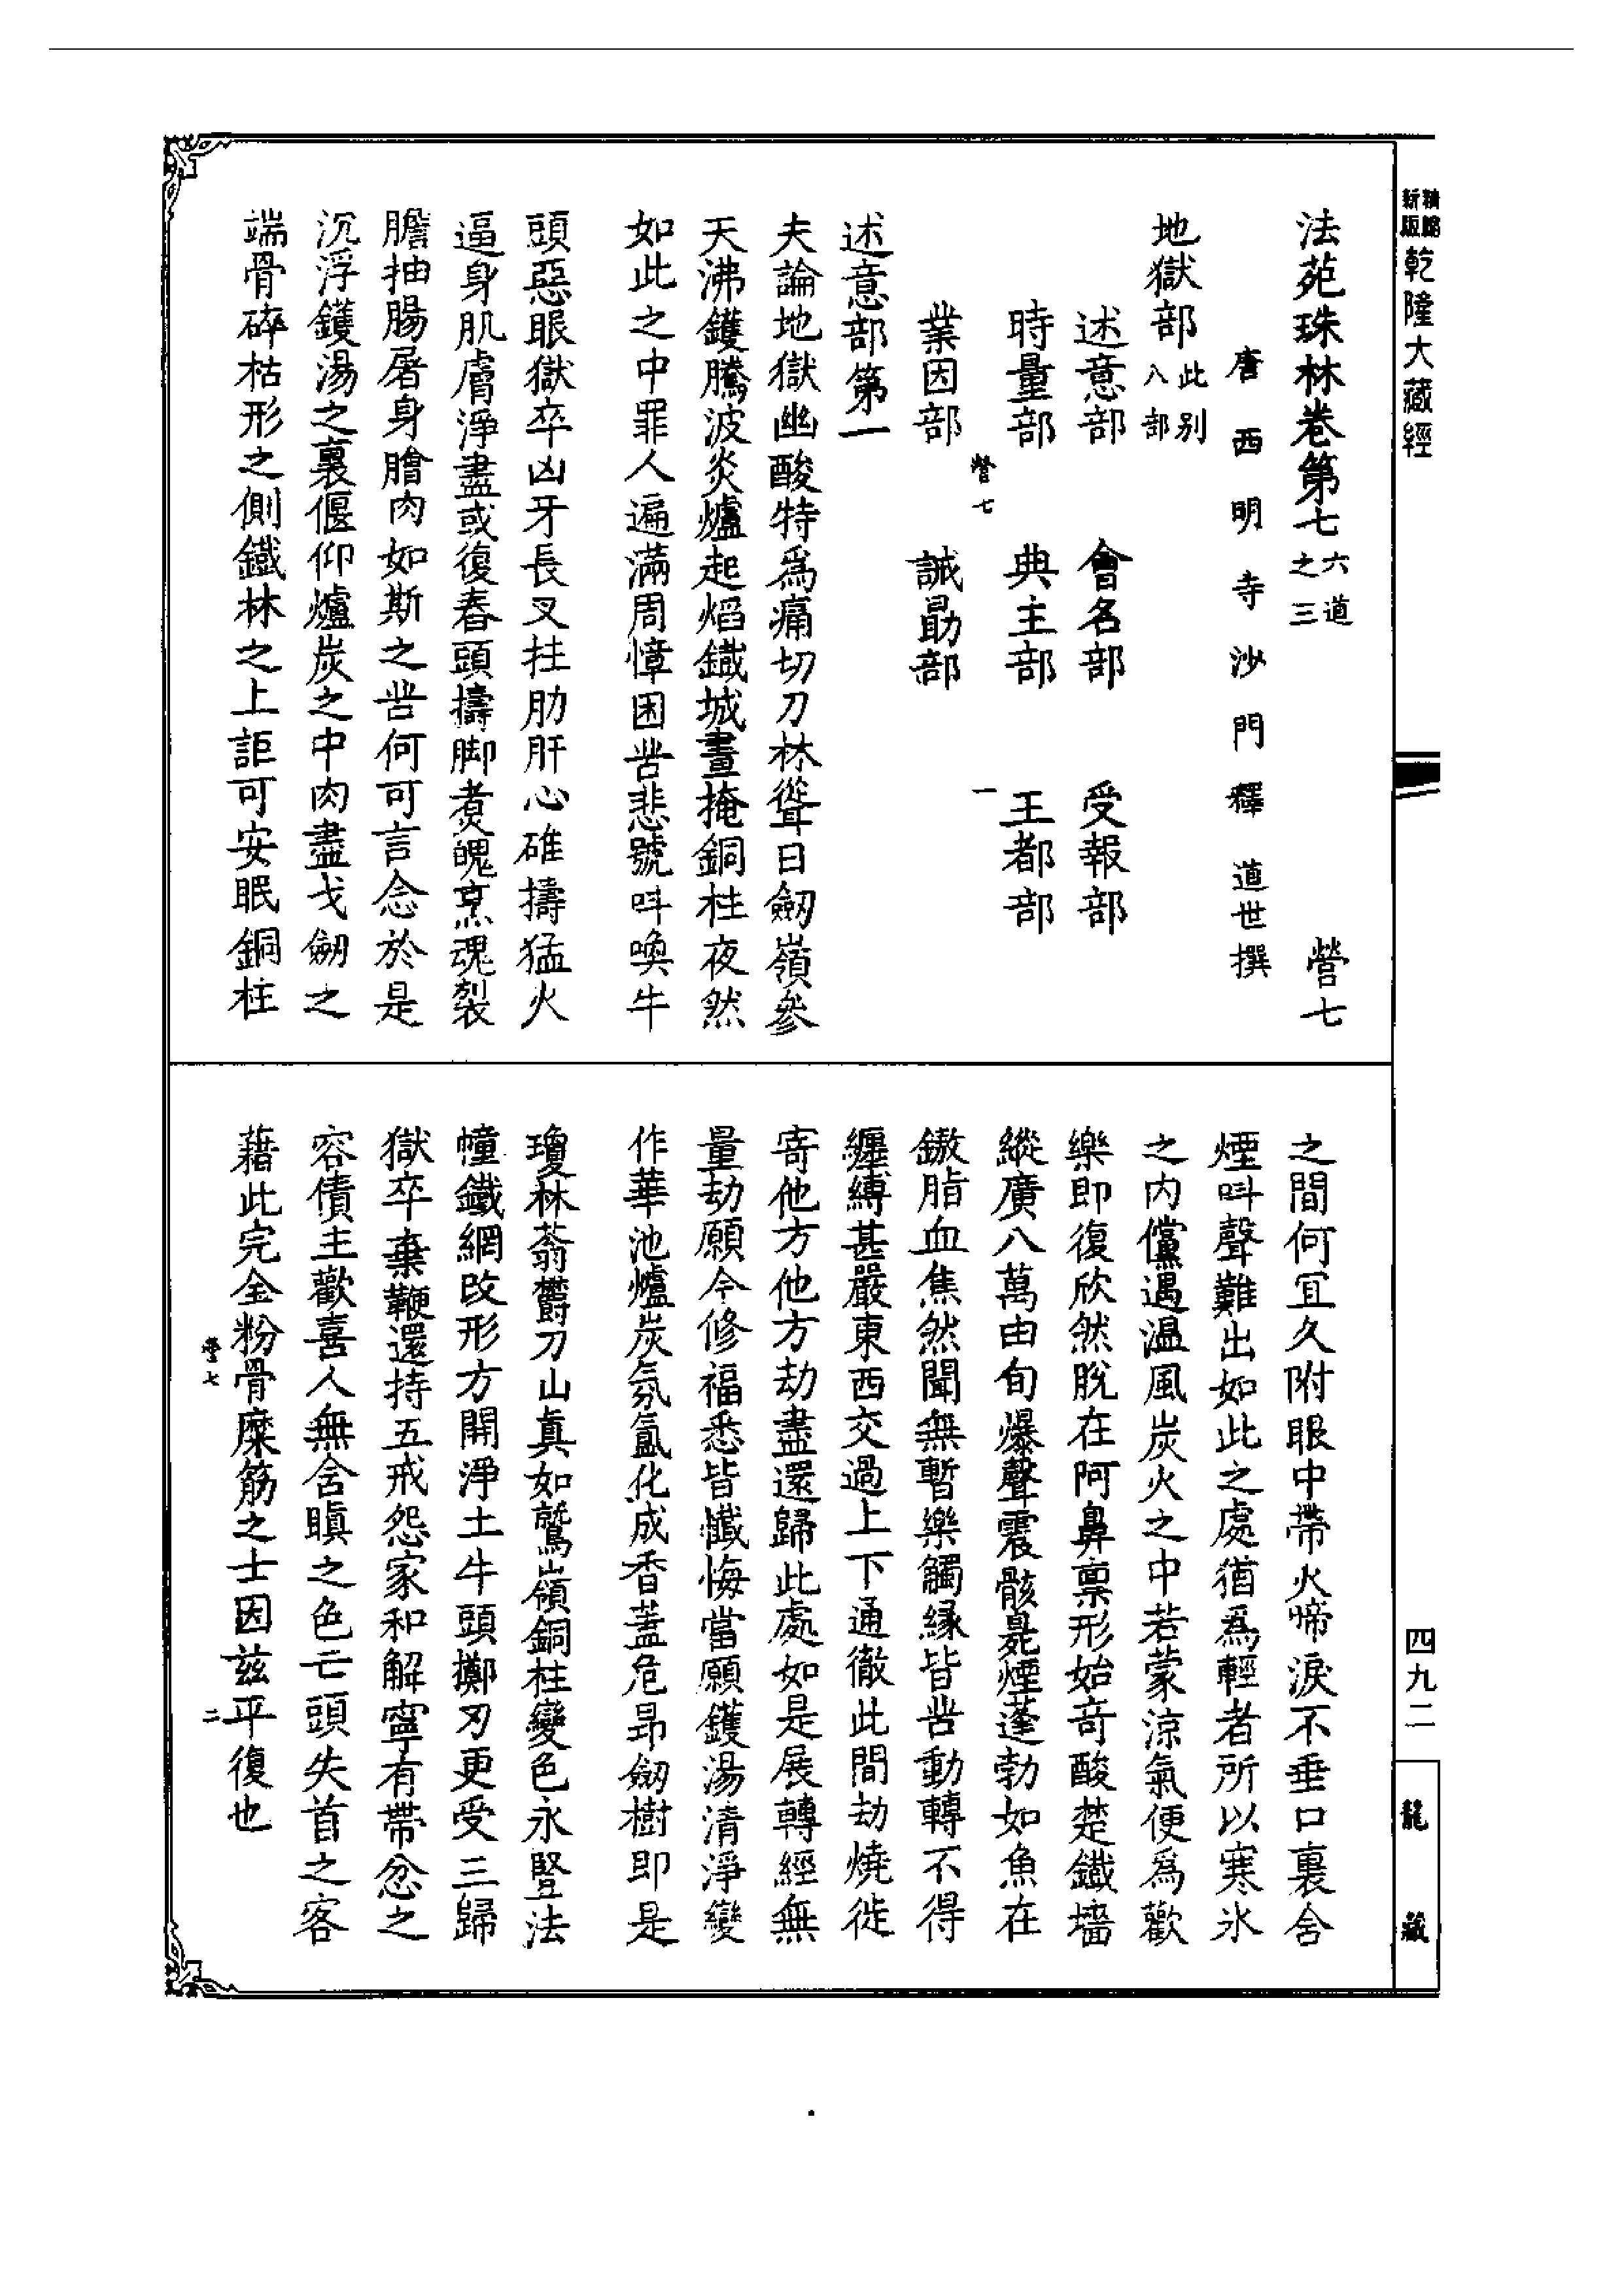 新版精縮乾隆大藏經
四九二
龍藏
法苑珠林卷第七 六道之三 營七
唐西明寺沙門釋道世撰
地獄部 此别八部
述意部 會名部 受報部
時量部 典主部 王都部
營七 一
業因部 誡勗部
述意部第一
夫論地獄幽酸特爲痛切刀林聳日劒嶺參
天沸鑊騰波炎爐起焰鐵城晝掩銅柱夜然
如此之中罪人遍滿周慞困苦悲號呌喚牛
頭惡眼獄卒凶牙長叉拄肋肝心碓擣猛火
逼身肌膚淨盡或復舂頭擣脚煑魄烹魂裂
膽抽腸屠身膾肉如斯之苦何可言念於是
沉浮鑊湯之裏偃仰爐炭之中肉盡戈劒之
端骨碎枯形之側鐵林之上詎可安眠銅柱
之間何宜久附眼中帶火啼淚不垂口裏含
煙呌聲難出如此之處猶爲輕者所以寒氷
之内儻遇温風炭火之中若蒙涼氣便爲歡
樂即復欣然脫在阿鼻稟形始竒酸楚鐵墻
縱廣八萬由旬爆聲震駭臰煙蓬勃如魚在
鏾脂血焦然聞無暫樂觸縁皆苦動轉不得
纒縛甚嚴東西交過上下通徹此間劫燒徙
寄他方他方劫盡還歸此處如是展轉經無
量劫願今修福悉皆懺悔當願鑊湯清淨變
作華池爐炭氛氳化成香蓋危昂劒樹即是
瓊林蓊欝刀山真如鷲嶺銅柱變色永豎法
幢鐵網改形方開淨土牛頭擲刃更受三歸
獄卒棄鞭還持五戒怨家和解寧有帶忿之
容債主歡喜人無含瞋之色亡頭失首之客
藉此完全粉骨糜筋之士因兹平復也
營七 二